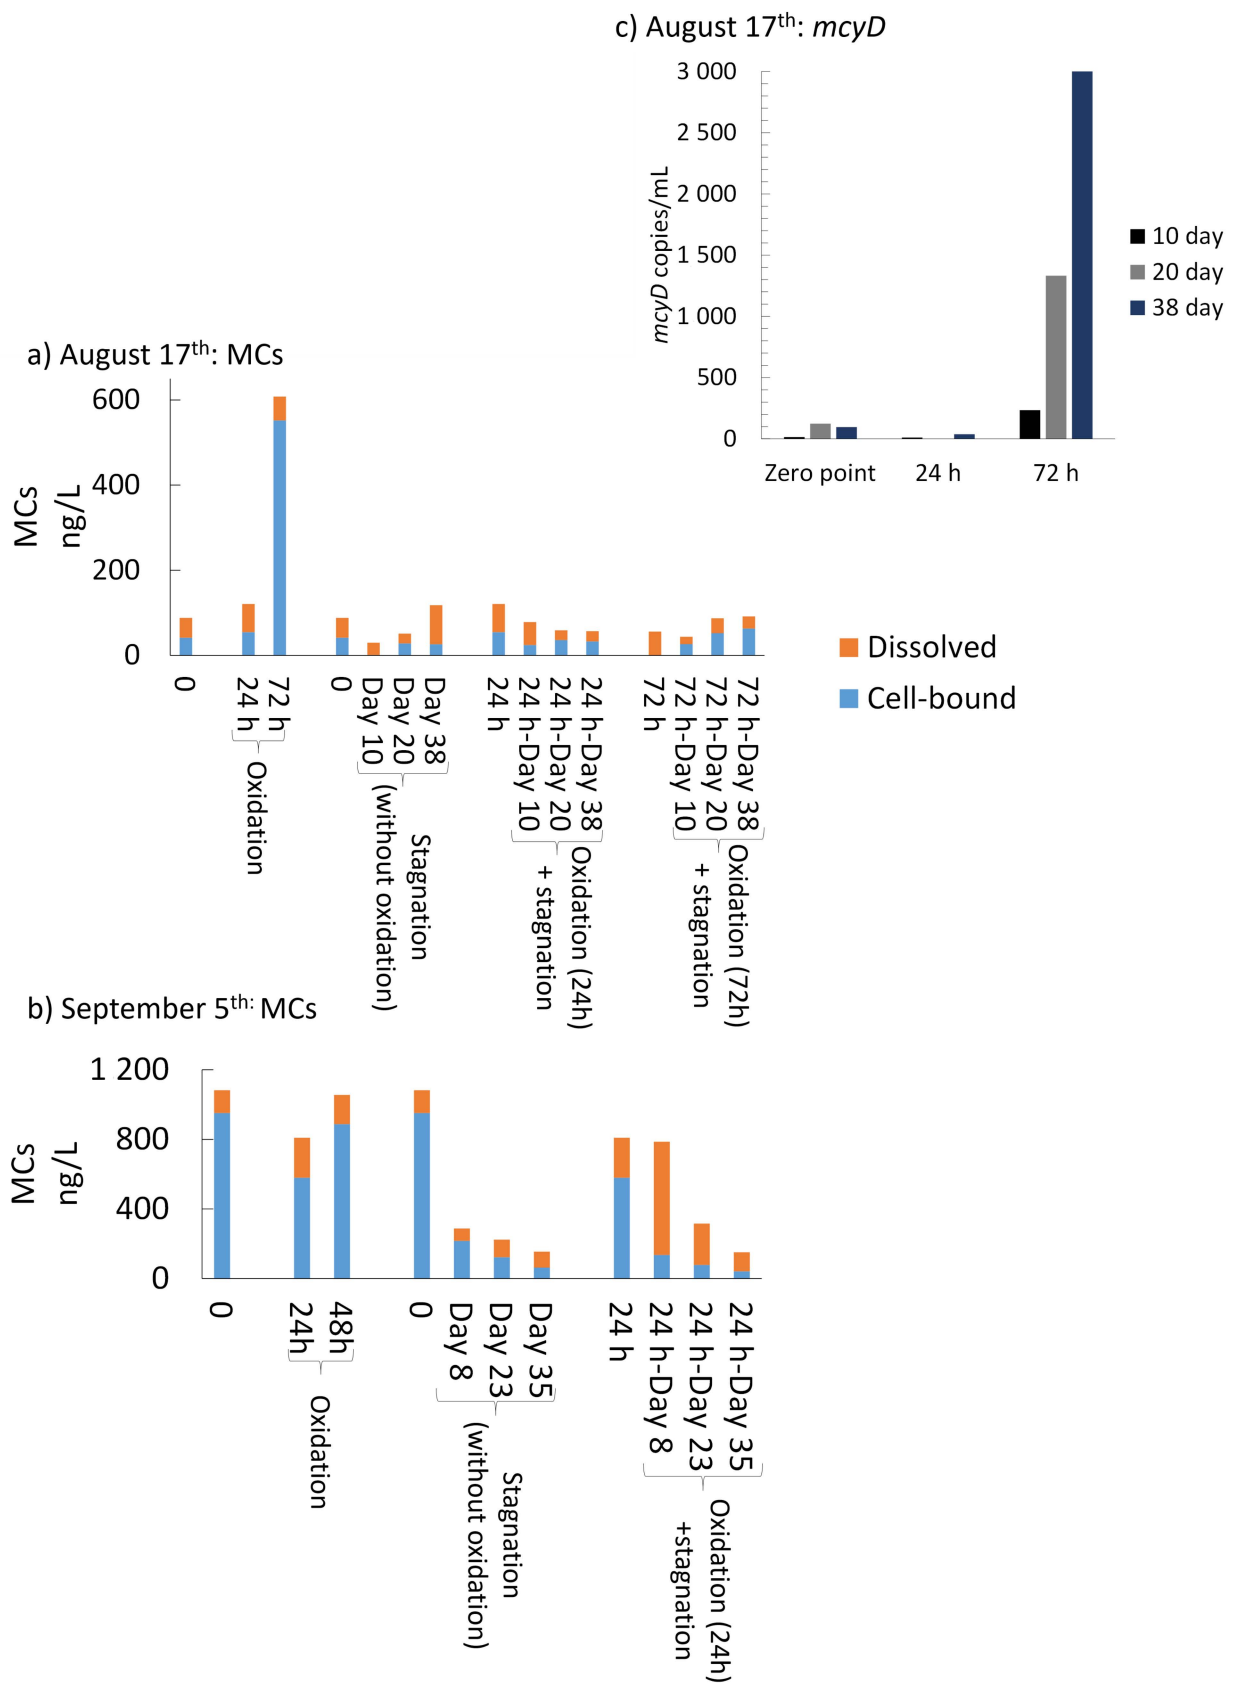 c) August 17th: mcyD
3 000
2 500
2 000
1 500
1 000
500
0
mcyD copies/mL
Zero point
24 h
72 h
10 day
20 day
38 day
a) August 17th: MCs
600
400
200
0
MCs
ng/L
0
24 h
72 h
Oxidation
0
Day 10
Day 20
Day 38
Stagnation
(without oxidation)
24 h
24 h-Day 10
24 h-Day 20
24 h-Day 38
Oxidation (24h)
+ stagnation
72 h
72 h-Day 10
72 h-Day 20
72 h-Day 38
Oxidation (72h)
+ stagnation
Dissolved
Cell-bound
b) September 5th: MCs
1 200
800
400
0
MCs
ng/L
0
24h
48h
Oxidation
0
Day 8
Day 23
Day 35
Stagnation
(without oxidation)
24 h
24 h-Day 8
24 h-Day 23
24 h-Day 35
Oxidation (24h)
+stagnation